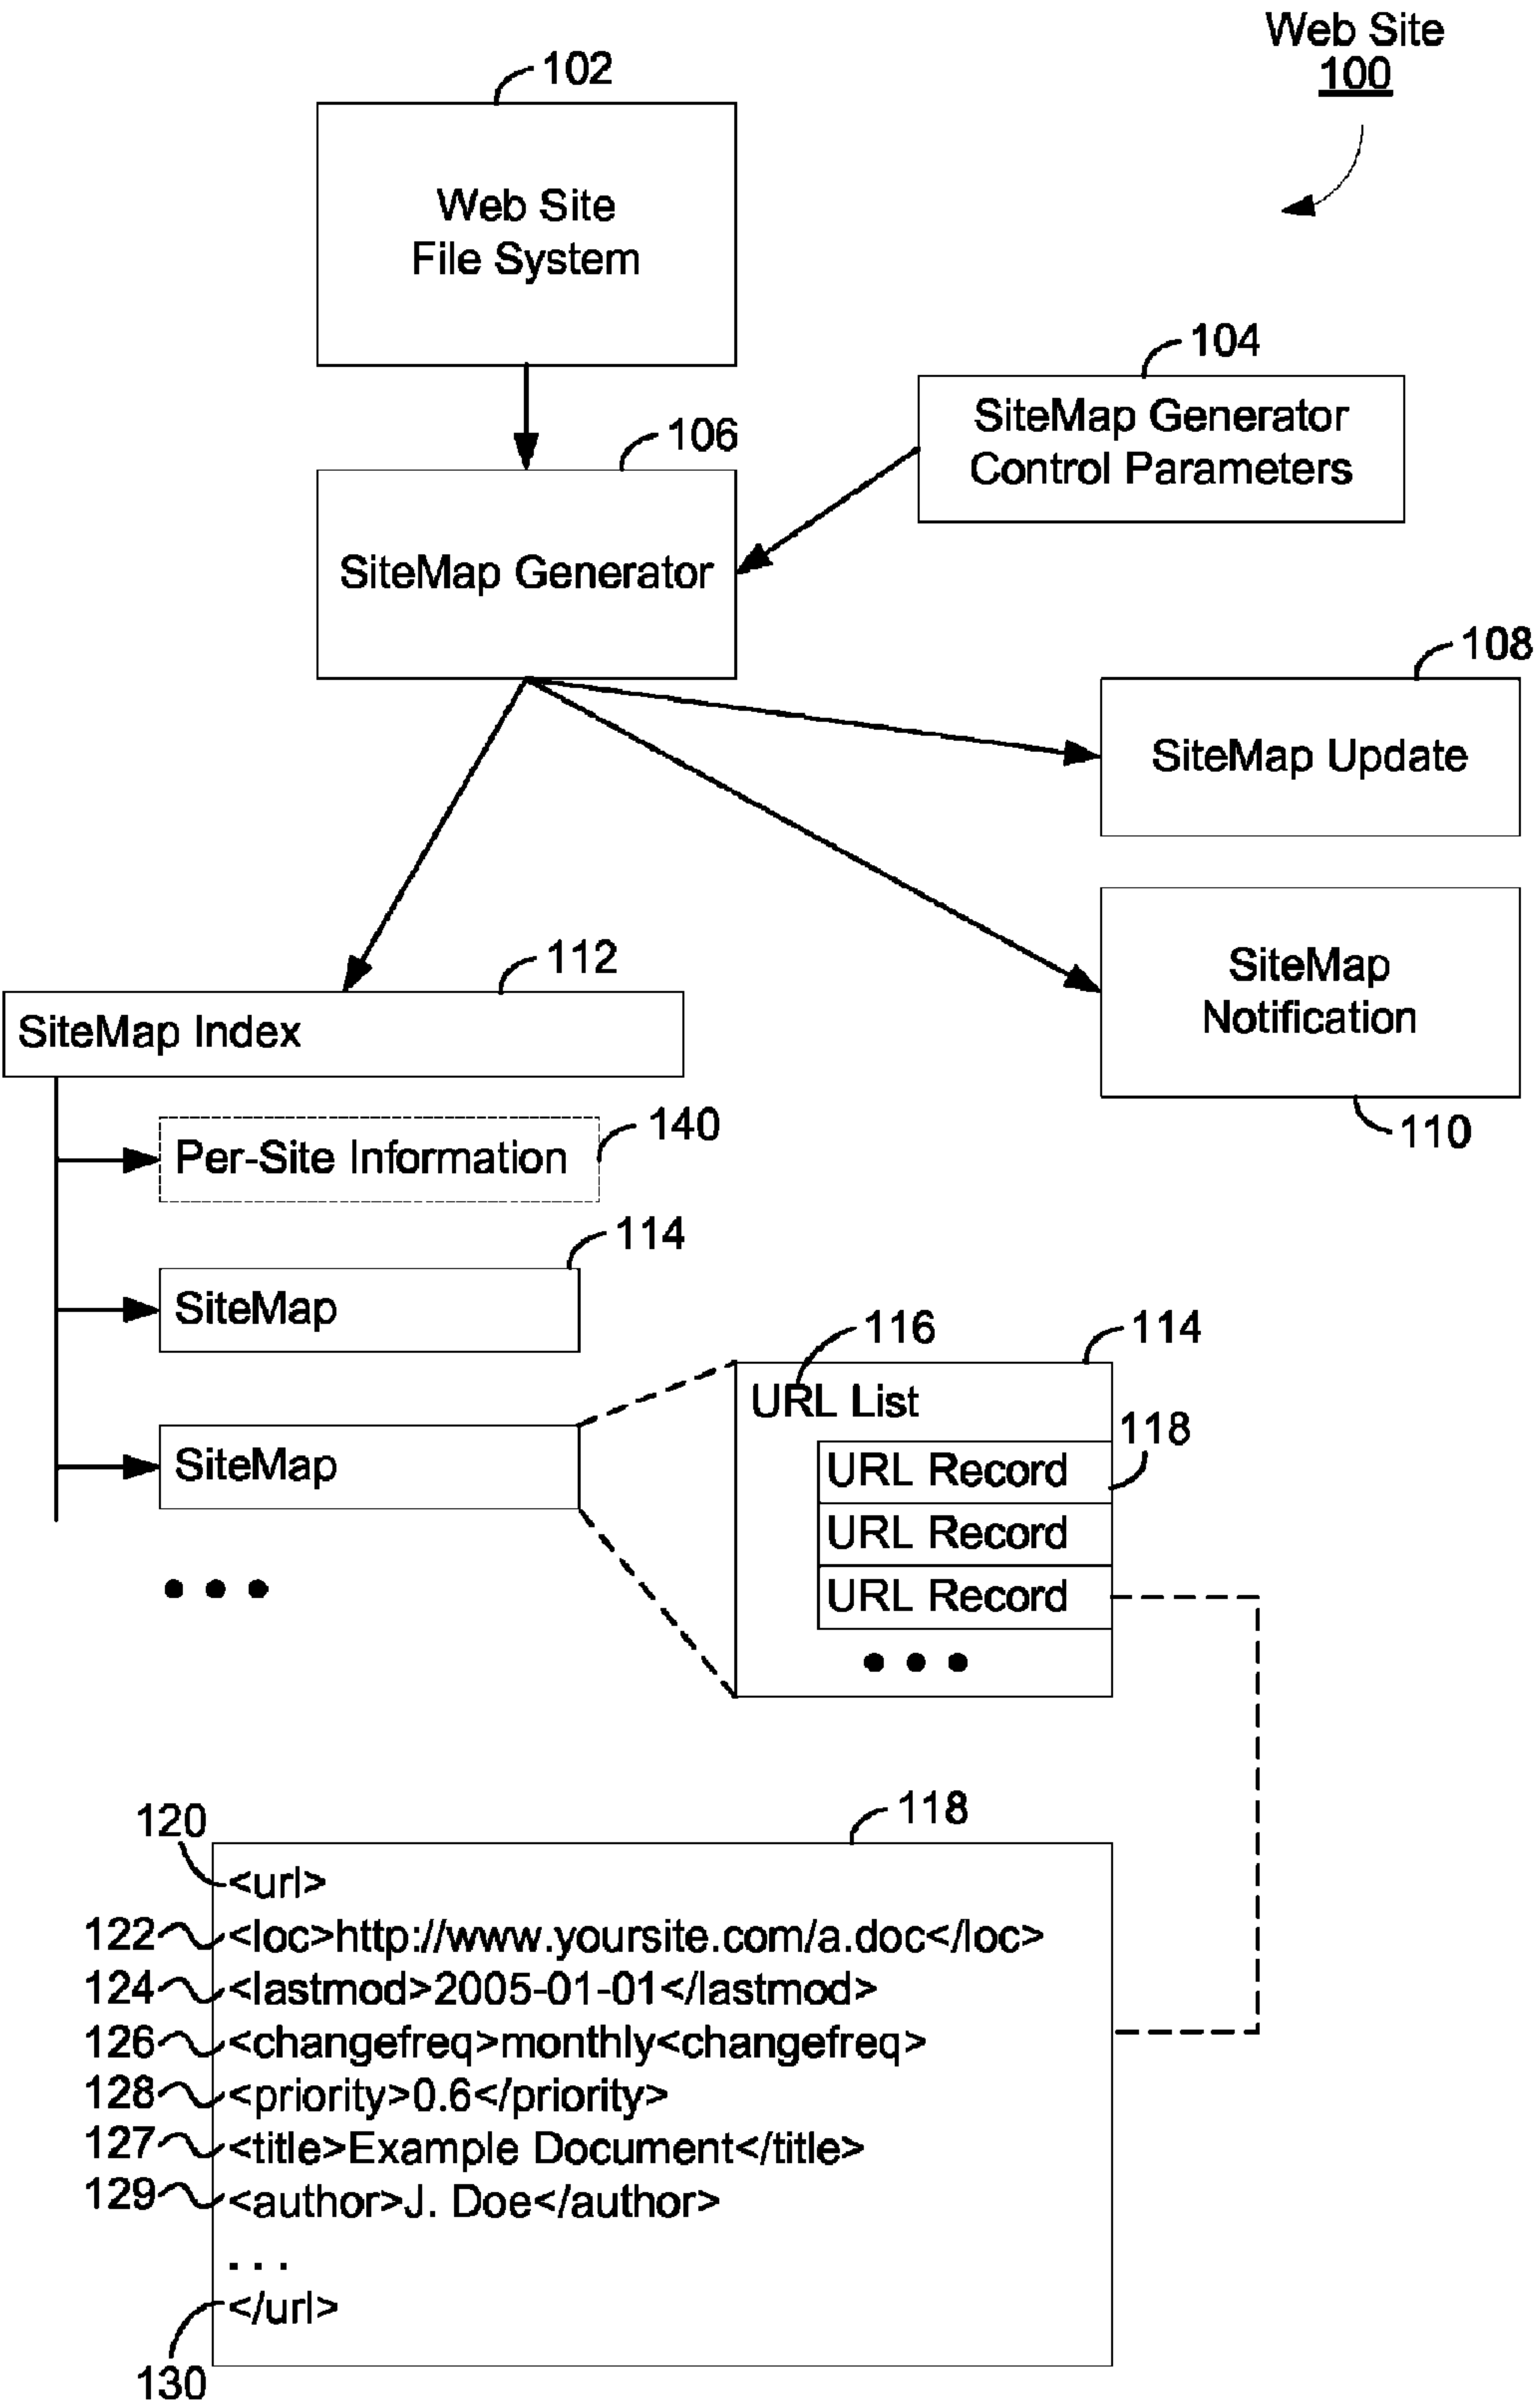 Web Site
100
102
Web Site
File System
104
SiteMap Generator
Control Parameters
106
SiteMap Generator
108
SiteMap Update
SiteMap
Notification
110
112
SiteMap Index
140
Per-Site Information
114
SiteMap
116
114
URL List
118
URL Record
URL Record
URL Record
SiteMap
118
120
<url>
122 <loc>http://www.yoursite.com/a.doc</loc>
124 <lastmod>2005-01-01</lastmod>
126 <changefreq>monthly<changefreq>
128 <priority>0.6</priority>
127 <title>Example Document</title>
129 <author>J. Doe</author>
. . .
</url>
130